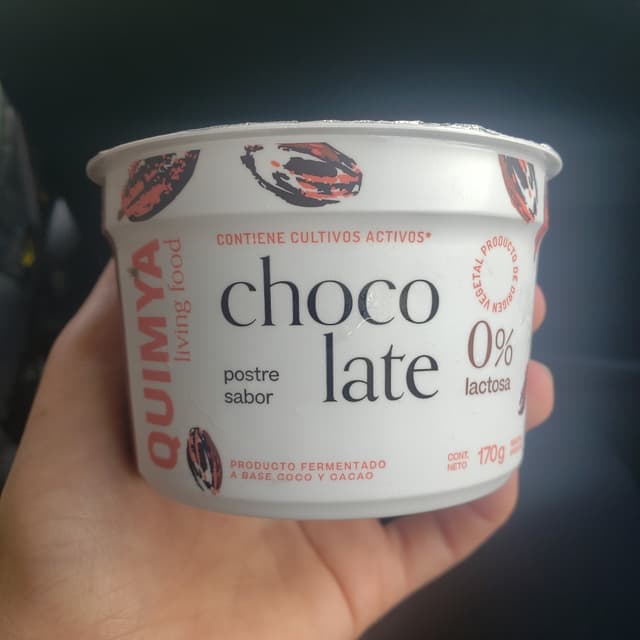 QUIMYA
living food
CONTIENE CULTIVOS ACTIVOS*
choco
late
postre
sabor
PRODUCTO DE ORIGEN VEGETAL
0%
lactosa
PRODUCTO FERMENTADO
A BASE COCO Y CACAO
CONT.
NETO
170g